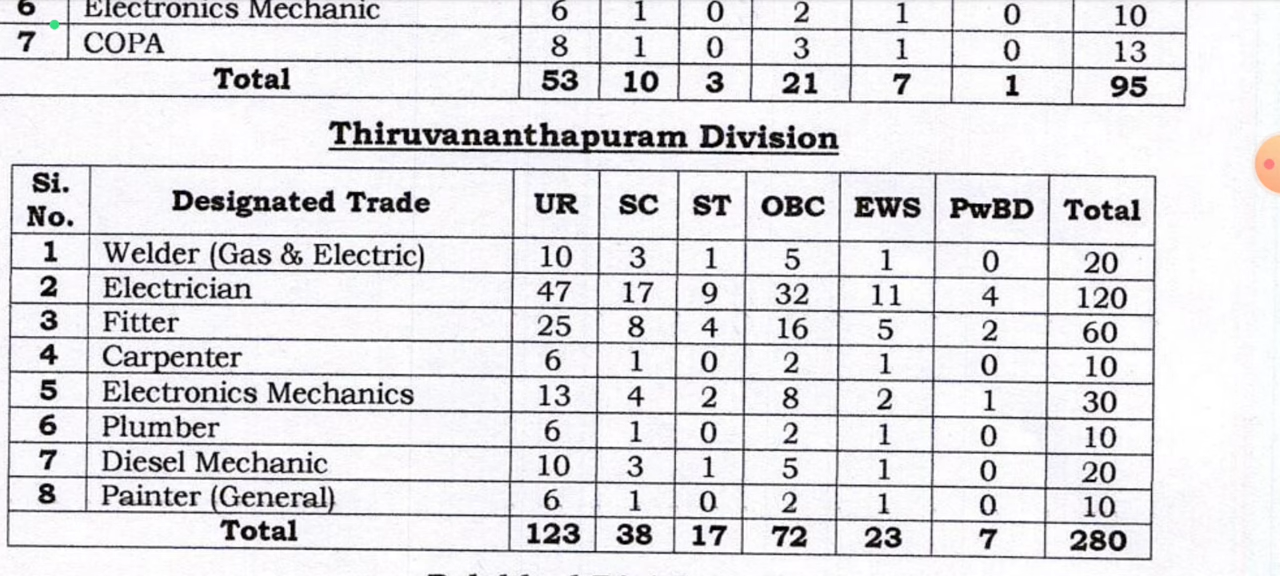 6 Electronics Mechanic 6 1 0 2 1 0 10
7 COPA 8 1 0 3 1 0 13
Total 53 10 3 21 7 1 95
Thiruvananthapuram Division
Si. No. Designated Trade UR SC ST OBC EWS PwBD Total
1 Welder (Gas & Electric) 10 3 1 5 1 0 20
2 Electrician 47 17 9 32 11 4 120
3 Fitter 25 8 4 16 5 2 60
4 Carpenter 6 1 0 2 1 0 10
5 Electronics Mechanics 13 4 2 8 2 1 30
6 Plumber 6 1 0 2 1 0 10
7 Diesel Mechanic 10 3 1 5 1 0 20
8 Painter (General) 6 1 0 2 1 0 10
Total 123 38 17 72 23 7 280